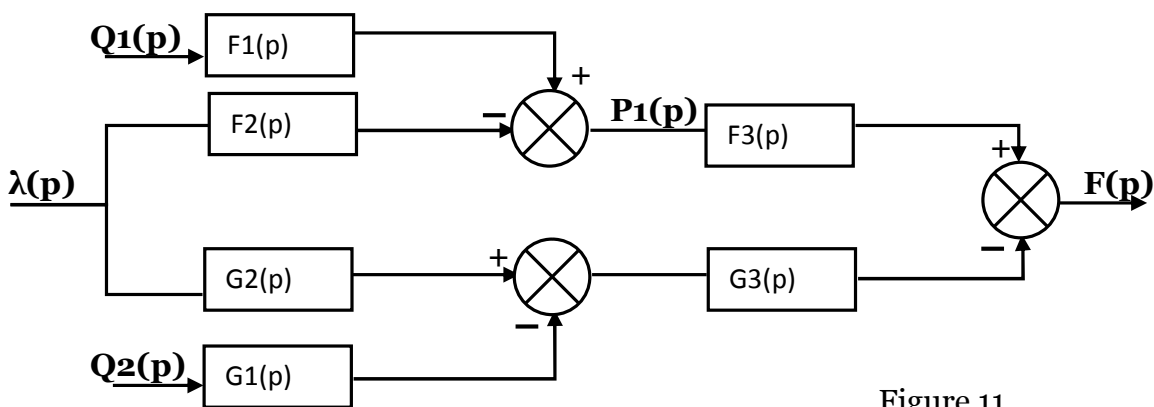 Q1(p)
F1(p)
+
F2(p)
−
P1(p)
F3(p)
+
λ(p)
F(p)
G2(p)
+
−
G3(p)
−
Q2(p)
G1(p)
Figure 11